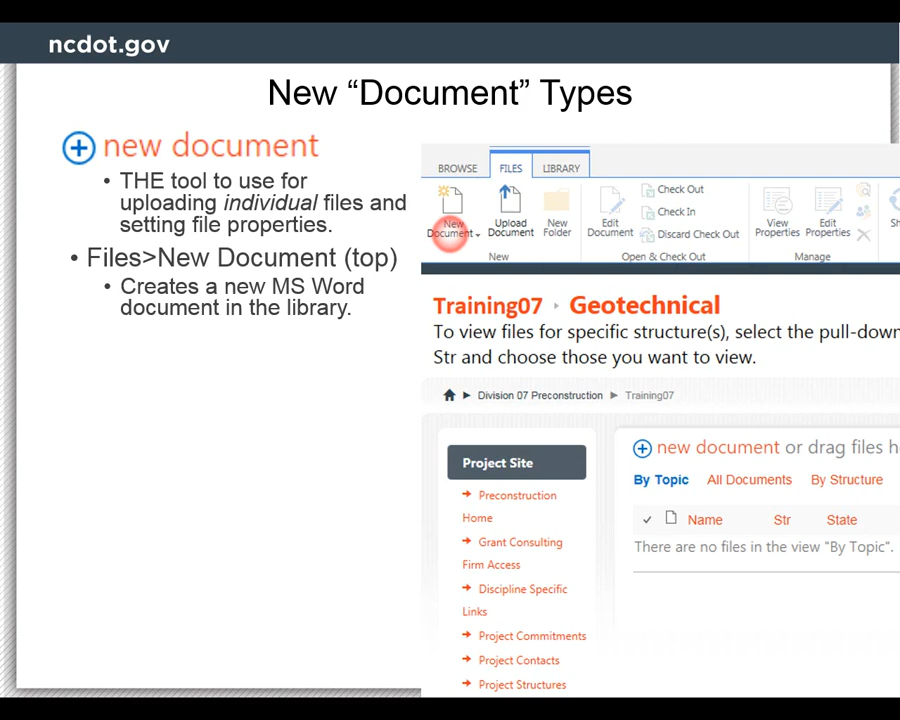 ncdot.gov
New “Document” Types
new document
• THE tool to use for
uploading individual files and
setting file properties.
• Files>New Document (top)
• Creates a new MS Word
document in the library.
BROWSE FILES LIBRARY
New Document
Upload Document
New Folder
Edit Document
Check Out
Check In
Discard Check Out
View Properties
Edit Properties
New
Open & Check Out
Manage
Training07 Geotechnical
To view files for specific structure(s), select the pull-down
Str and choose those you want to view.
Division 07 Preconstruction Training07
Project Site
Preconstruction
Home
Grant Consulting
Firm Access
Discipline Specific
Links
Project Commitments
Project Contacts
Project Structures
new document or drag files
By Topic All Documents By Structure
Name Str State
There are no files in the view "By Topic".